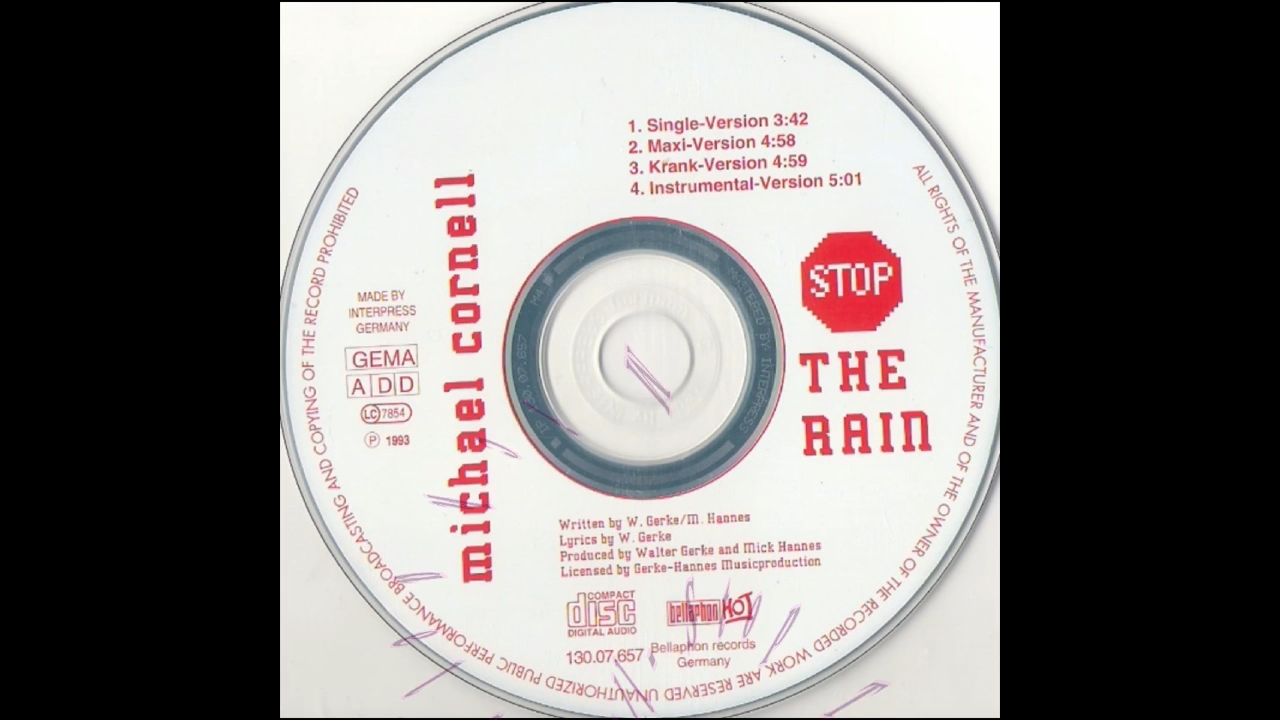 1. Single-Version 3:42
2. Maxi-Version 4:58
3. Krank-Version 4:59
4. Instrumental-Version 5:01
michael cornell
STOP
THE
RAIN
MADE BY
INTERPRESS
GERMANY
GEMA
ADD
LC 7854
℗ 1993
Written by W. Gerke/M. Hannes
Lyrics by W. Gerke
Produced by Walter Gerke and Mick Hannes
Licensed by Gerke-Hannes Musicproduction
COMPACT
disc
DIGITAL AUDIO
bellaphon HOT
130.07.657
Bellaphon records
Germany
ALL RIGHTS OF THE MANUFACTURER AND OF THE OWNER OF THE RECORDED WORK ARE RESERVED UNAUTHORIZED PUBLIC PERFORMANCE BROADCASTING AND COPYING OF THE RECORD PROHIBITED
MASTERED BY INTERPRESS